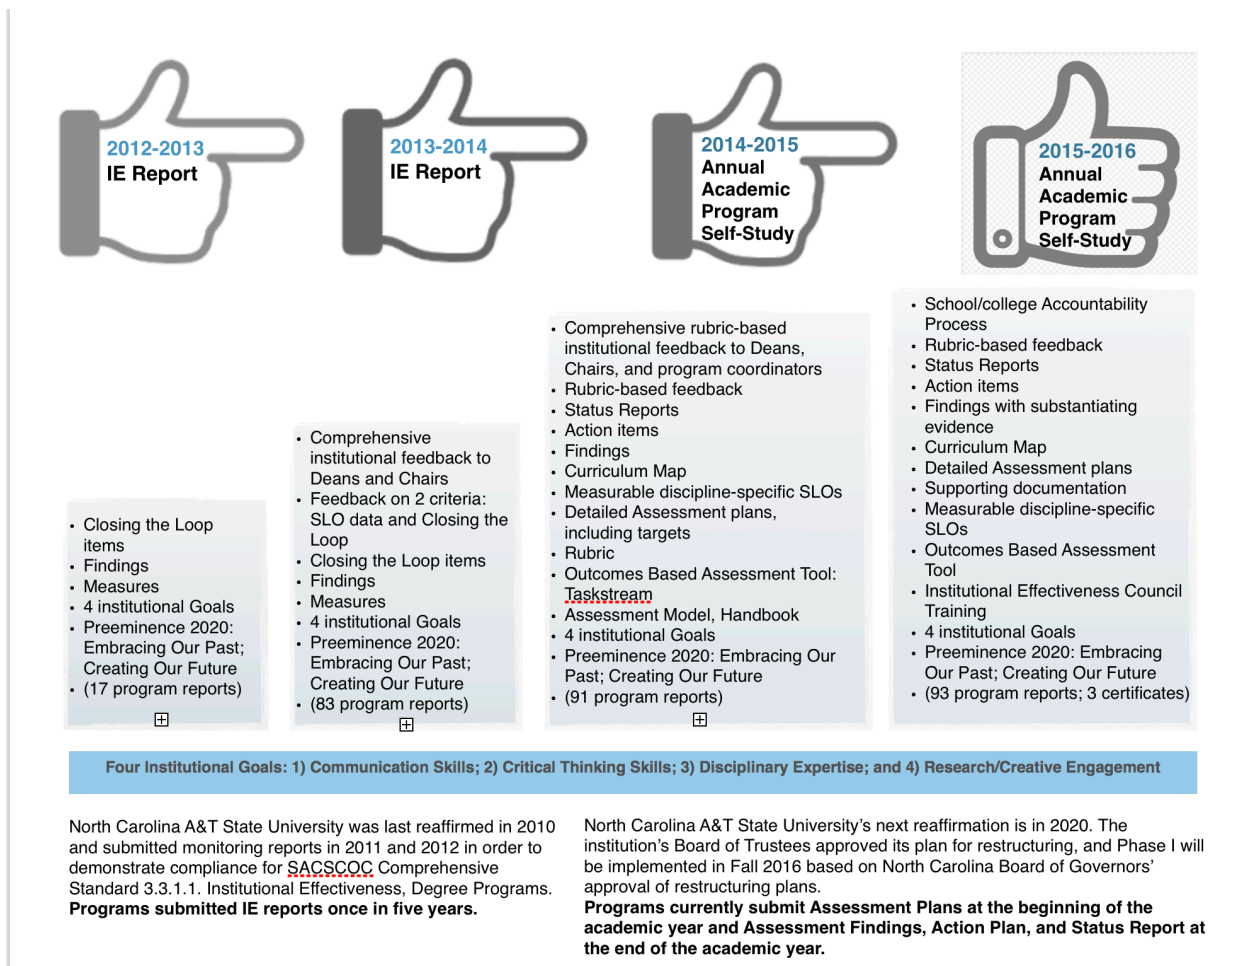 2012-2013
IE Report
2013-2014
IE Report
2014-2015
Annual
Academic
Program
Self-Study
2015-2016
Annual
Academic
Program
Self-Study
• Closing the Loop
items
• Findings
• Measures
• 4 institutional Goals
• Preeminence 2020:
Embracing Our Past;
Creating Our Future
• (17 program reports)
• Comprehensive
institutional feedback to
Deans and Chairs
• Feedback on 2 criteria:
SLO data and Closing the
Loop
• Closing the Loop items
• Findings
• Measures
• 4 institutional Goals
• Preeminence 2020:
Embracing Our Past;
Creating Our Future
• (83 program reports)
• Comprehensive rubric-based
institutional feedback to Deans,
Chairs, and program coordinators
• Rubric-based feedback
• Status Reports
• Action items
• Findings
• Curriculum Map
• Measurable discipline-specific SLOs
• Detailed Assessment plans,
including targets
• Rubric
• Outcomes Based Assessment Tool:
Taskstream
• Assessment Model, Handbook
• 4 institutional Goals
• Preeminence 2020: Embracing Our
Past; Creating Our Future
• (91 program reports)
• School/college Accountability
Process
• Rubric-based feedback
• Status Reports
• Action items
• Findings with substantiating
evidence
• Curriculum Map
• Detailed Assessment plans
• Supporting documentation
• Measurable discipline-specific
SLOs
• Outcomes Based Assessment
Tool
• Institutional Effectiveness Council
Training
• 4 institutional Goals
• Preeminence 2020: Embracing
Our Past; Creating Our Future
• (93 program reports; 3 certificates)
Four Institutional Goals: 1) Communication Skills; 2) Critical Thinking Skills; 3) Disciplinary Expertise; and 4) Research/Creative Engagement
North Carolina A&T State University was last reaffirmed in 2010
and submitted monitoring reports in 2011 and 2012 in order to
demonstrate compliance for SACSCOC Comprehensive
Standard 3.3.1.1. Institutional Effectiveness, Degree Programs.
Programs submitted IE reports once in five years.
North Carolina A&T State University’s next reaffirmation is in 2020. The
institution’s Board of Trustees approved its plan for restructuring, and Phase I will
be implemented in Fall 2016 based on North Carolina Board of Governors’
approval of restructuring plans.
Programs currently submit Assessment Plans at the beginning of the
academic year and Assessment Findings, Action Plan, and Status Report at
the end of the academic year.